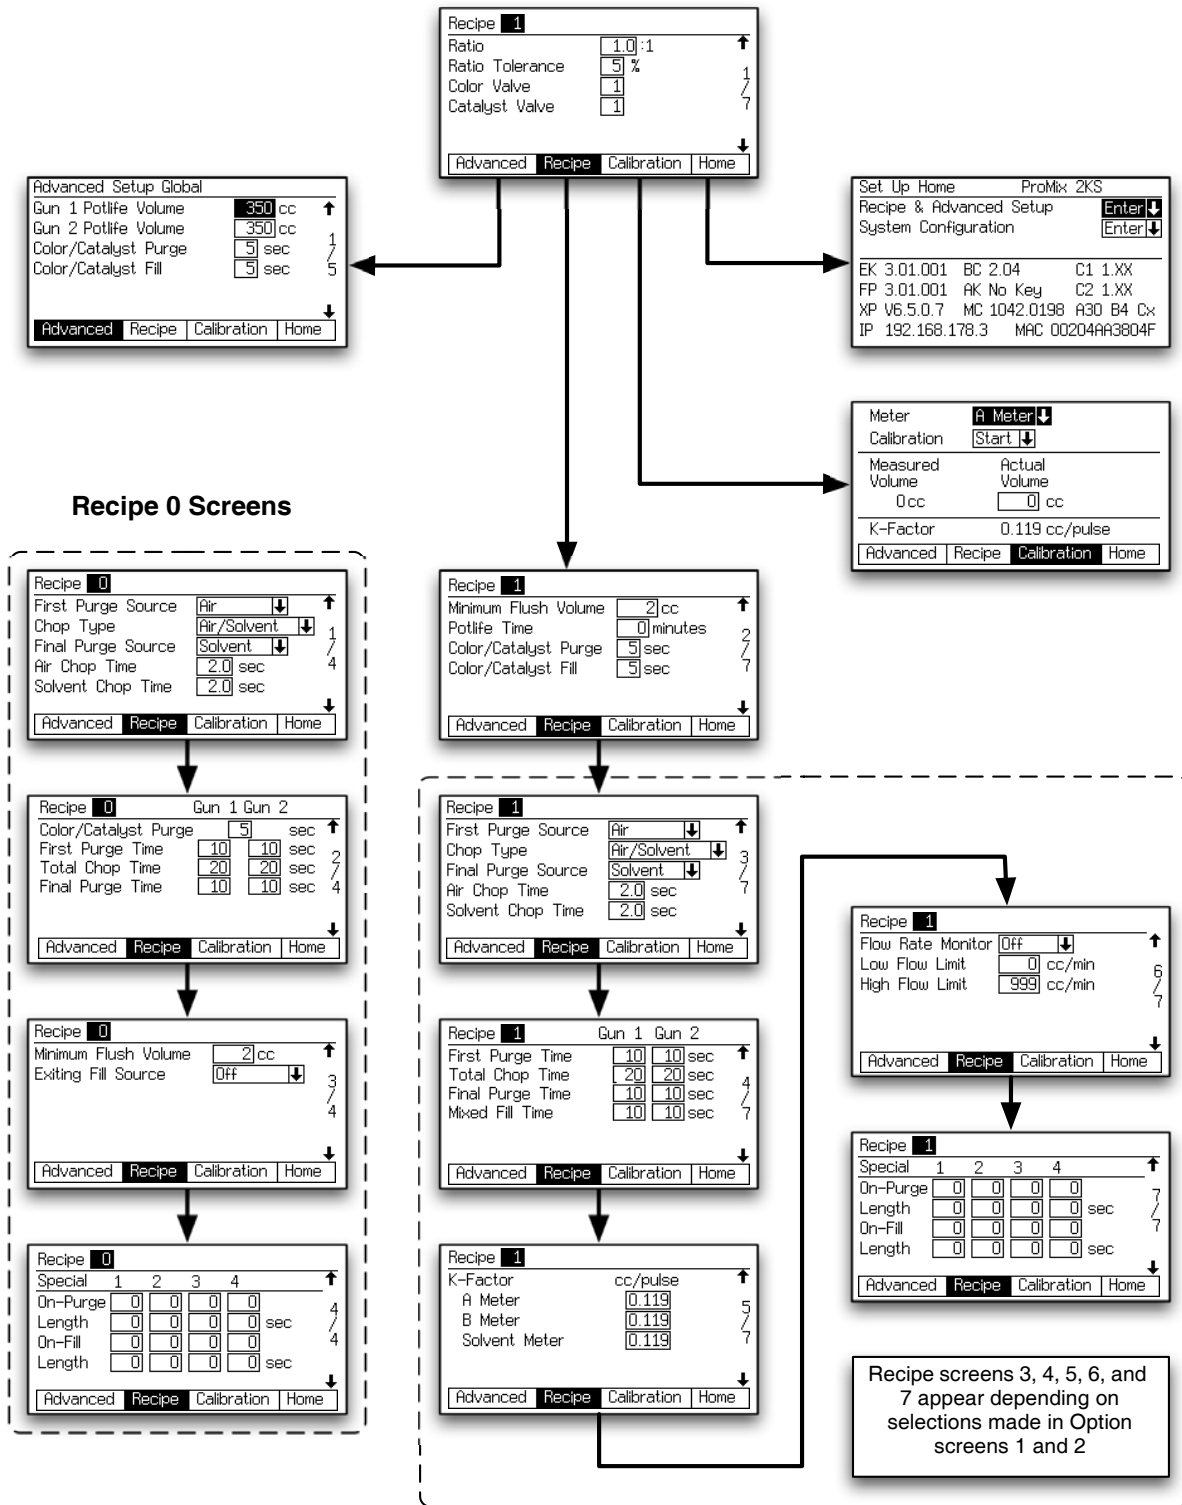 Recipe 1
Ratio 1.0 :1
Ratio Tolerance 5 %
Color Valve 1
Catalyst Valve 1
1 / 7
Advanced Recipe Calibration Home
Advanced Setup Global
Gun 1 Potlife Volume 350 cc
Gun 2 Potlife Volume 350 cc
Color/Catalyst Purge 5 sec
Color/Catalyst Fill 5 sec
1 / 5
Advanced Recipe Calibration Home
Set Up Home ProMix 2KS
Recipe & Advanced Setup Enter
System Configuration Enter
EK 3.01.001 BC 2.04 C1 1.XX
FP 3.01.001 AK No Key C2 1.XX
XP V6.5.0.7 MC 1042.0198 A30 B4 Cx
IP 192.168.178.3 MAC 00204AA3804F
Meter A Meter
Calibration Start
Measured Actual
Volume Volume
0cc 0 cc
K-Factor 0.119 cc/pulse
Advanced Recipe Calibration Home
Recipe 0 Screens
Recipe 0
First Purge Source Air
Chop Type Air/Solvent
Final Purge Source Solvent
Air Chop Time 2.0 sec
Solvent Chop Time 2.0 sec
1 / 4
Advanced Recipe Calibration Home
Recipe 0 Gun 1 Gun 2
Color/Catalyst Purge 5 sec
First Purge Time 10 10 sec
Total Chop Time 20 20 sec
Final Purge Time 10 10 sec
2 / 4
Advanced Recipe Calibration Home
Recipe 0
Minimum Flush Volume 2 cc
Exiting Fill Source Off
3 / 4
Advanced Recipe Calibration Home
Recipe 0
Special 1 2 3 4
On-Purge 0 0 0 0
Length 0 0 0 0 sec
On-Fill 0 0 0 0
Length 0 0 0 0 sec
4 / 4
Advanced Recipe Calibration Home
Recipe 1
Minimum Flush Volume 2 cc
Potlife Time 0 minutes
Color/Catalyst Purge 5 sec
Color/Catalyst Fill 5 sec
2 / 7
Advanced Recipe Calibration Home
Recipe 1
First Purge Source Air
Chop Type Air/Solvent
Final Purge Source Solvent
Air Chop Time 2.0 sec
Solvent Chop Time 2.0 sec
3 / 7
Advanced Recipe Calibration Home
Recipe 1 Gun 1 Gun 2
First Purge Time 10 10 sec
Total Chop Time 20 20 sec
Final Purge Time 10 10 sec
Mixed Fill Time 10 10 sec
4 / 7
Advanced Recipe Calibration Home
Recipe 1
K-Factor cc/pulse
A Meter 0.119
B Meter 0.119
Solvent Meter 0.119
5 / 7
Advanced Recipe Calibration Home
Recipe 1
Flow Rate Monitor Off
Low Flow Limit 0 cc/min
High Flow Limit 999 cc/min
6 / 7
Advanced Recipe Calibration Home
Recipe 1
Special 1 2 3 4
On-Purge 0 0 0 0
Length 0 0 0 0 sec
On-Fill 0 0 0 0
Length 0 0 0 0 sec
7 / 7
Advanced Recipe Calibration Home
Recipe screens 3, 4, 5, 6, and
7 appear depending on
selections made in Option
screens 1 and 2